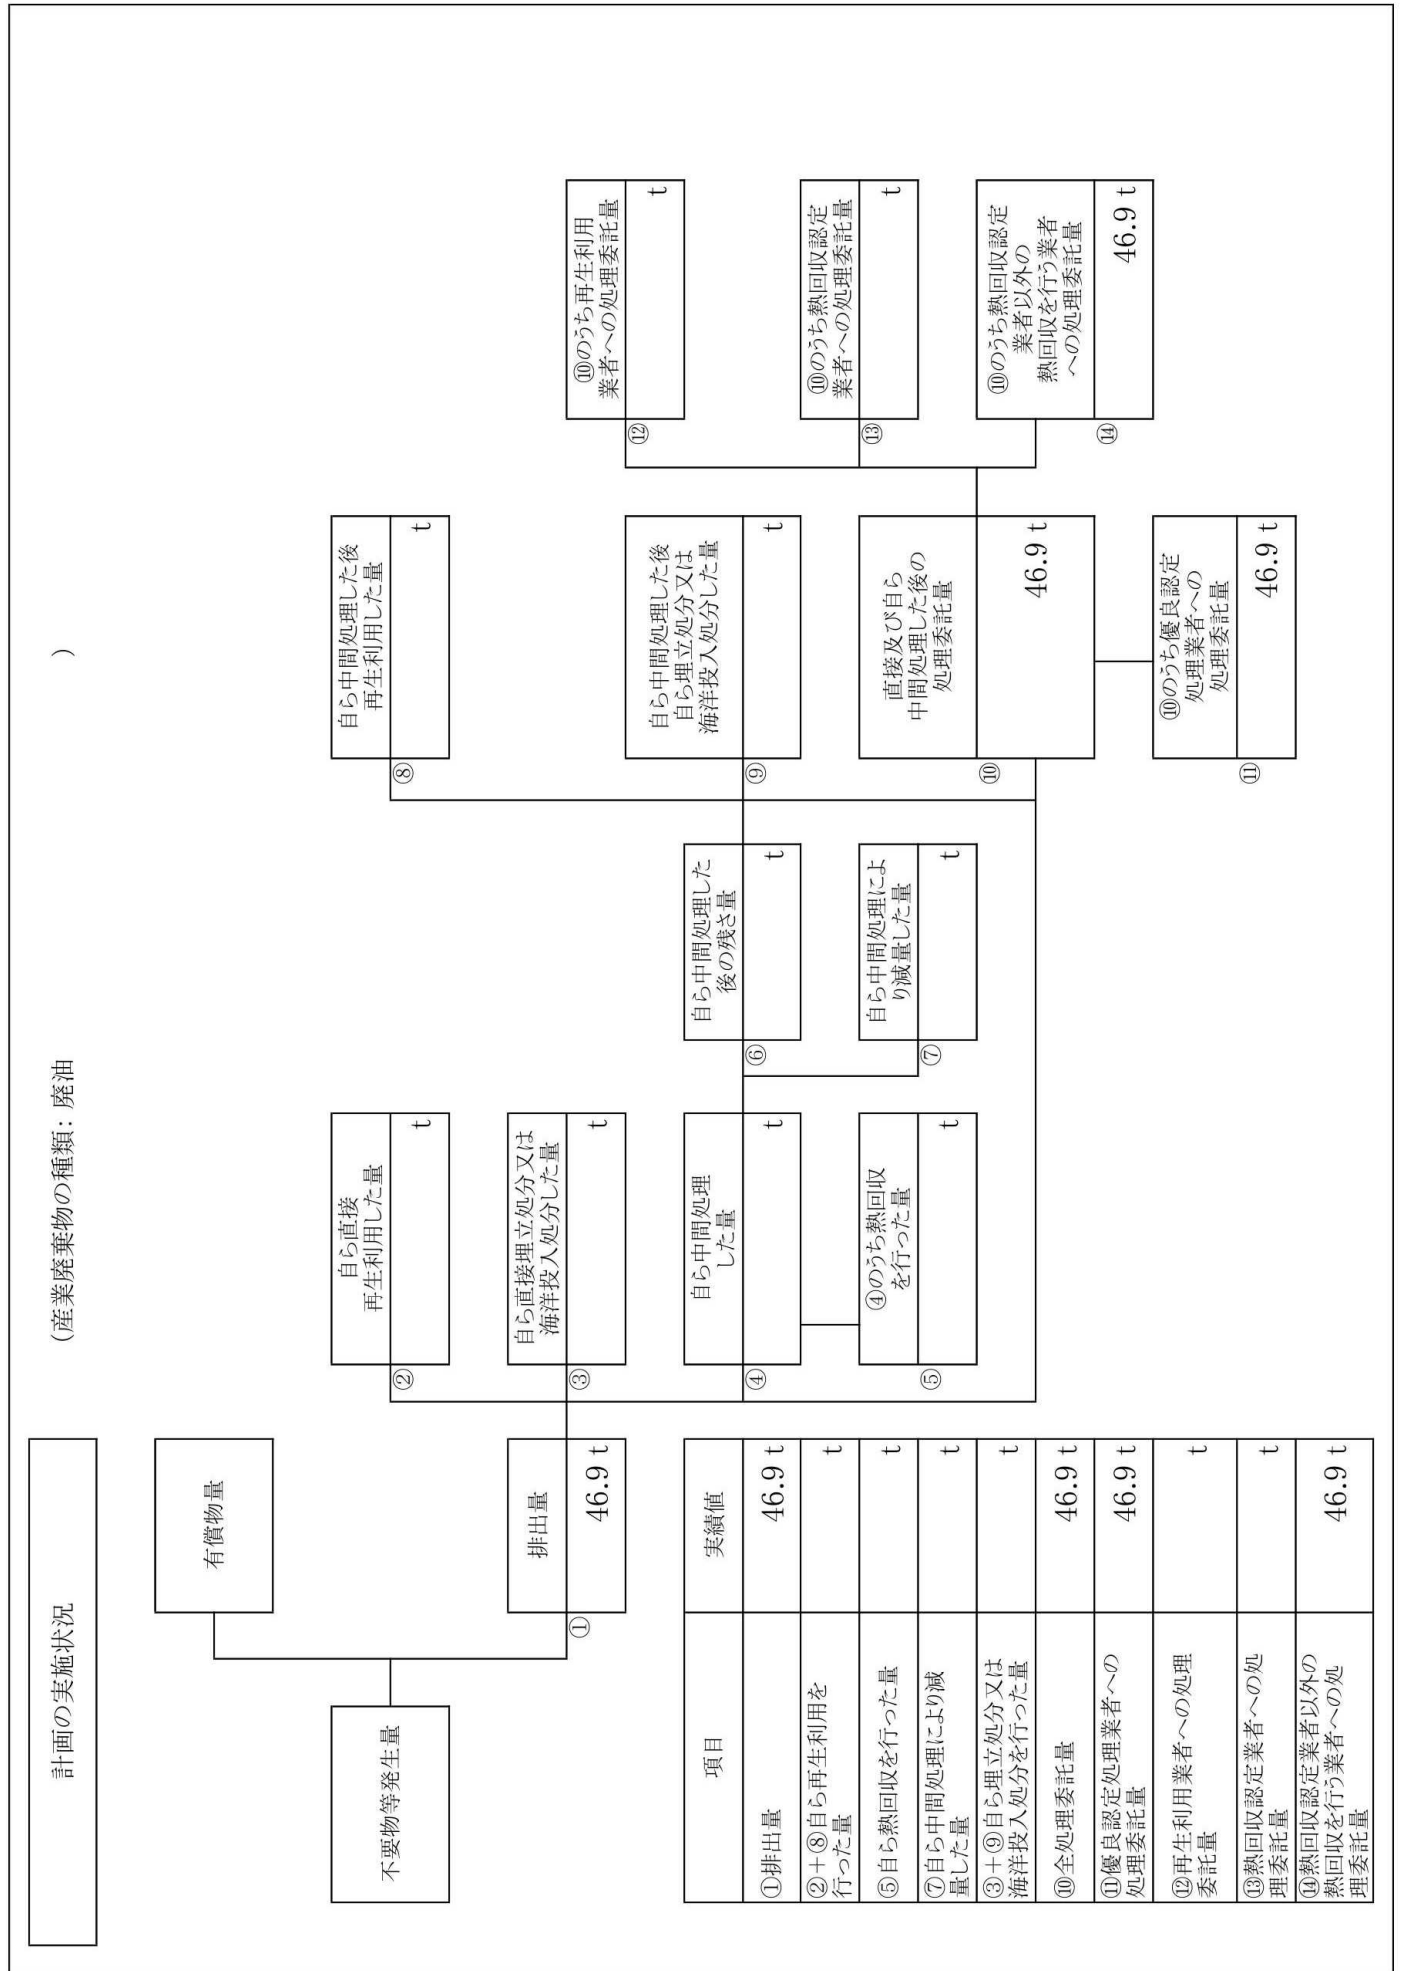 計画の実施状況
(産業廃棄物の種類: 廃油
)
有償物量
不要物等発生量
①
排出量
46.9 t
②
自ら直接
再生利用した量
t
③
自ら直接埋立処分又は
海洋投入処分した量
t
④
自ら中間処理
した量
t
⑤
④のうち熱回収
を行った量
t
⑥
自ら中間処理した
後の残さ量
t
⑦
自ら中間処理によ
り減量した量
t
⑧
自ら中間処理した後
再生利用した量
t
⑨
自ら中間処理した後
自ら埋立処分又は
海洋投入処分した量
t
⑩
直接及び自ら
中間処理した後の
処理委託量
46.9 t
⑪
⑩のうち優良認定
処理業者への
処理委託量
46.9 t
⑫
⑩のうち再生利用
業者への処理委託量
t
⑬
⑩のうち熱回収認定
業者への処理委託量
t
⑭
⑩のうち熱回収認定
業者以外の
熱回収を行う業者
への処理委託量
46.9 t
項目
実績値
①排出量
46.9 t
②+⑧自ら再生利用を
行った量
t
⑤自ら熱回収を行った量
t
⑦自ら中間処理により減
量した量
t
③+⑨自ら埋立処分又は
海洋投入処分を行った量
t
⑩全処理委託量
46.9 t
⑪優良認定処理業者への
処理委託量
46.9 t
⑫再生利用業者への処理
委託量
t
⑬熱回収認定業者への処
理委託量
t
⑭熱回収認定業者以外の
熱回収を行う業者への処
理委託量
46.9 t